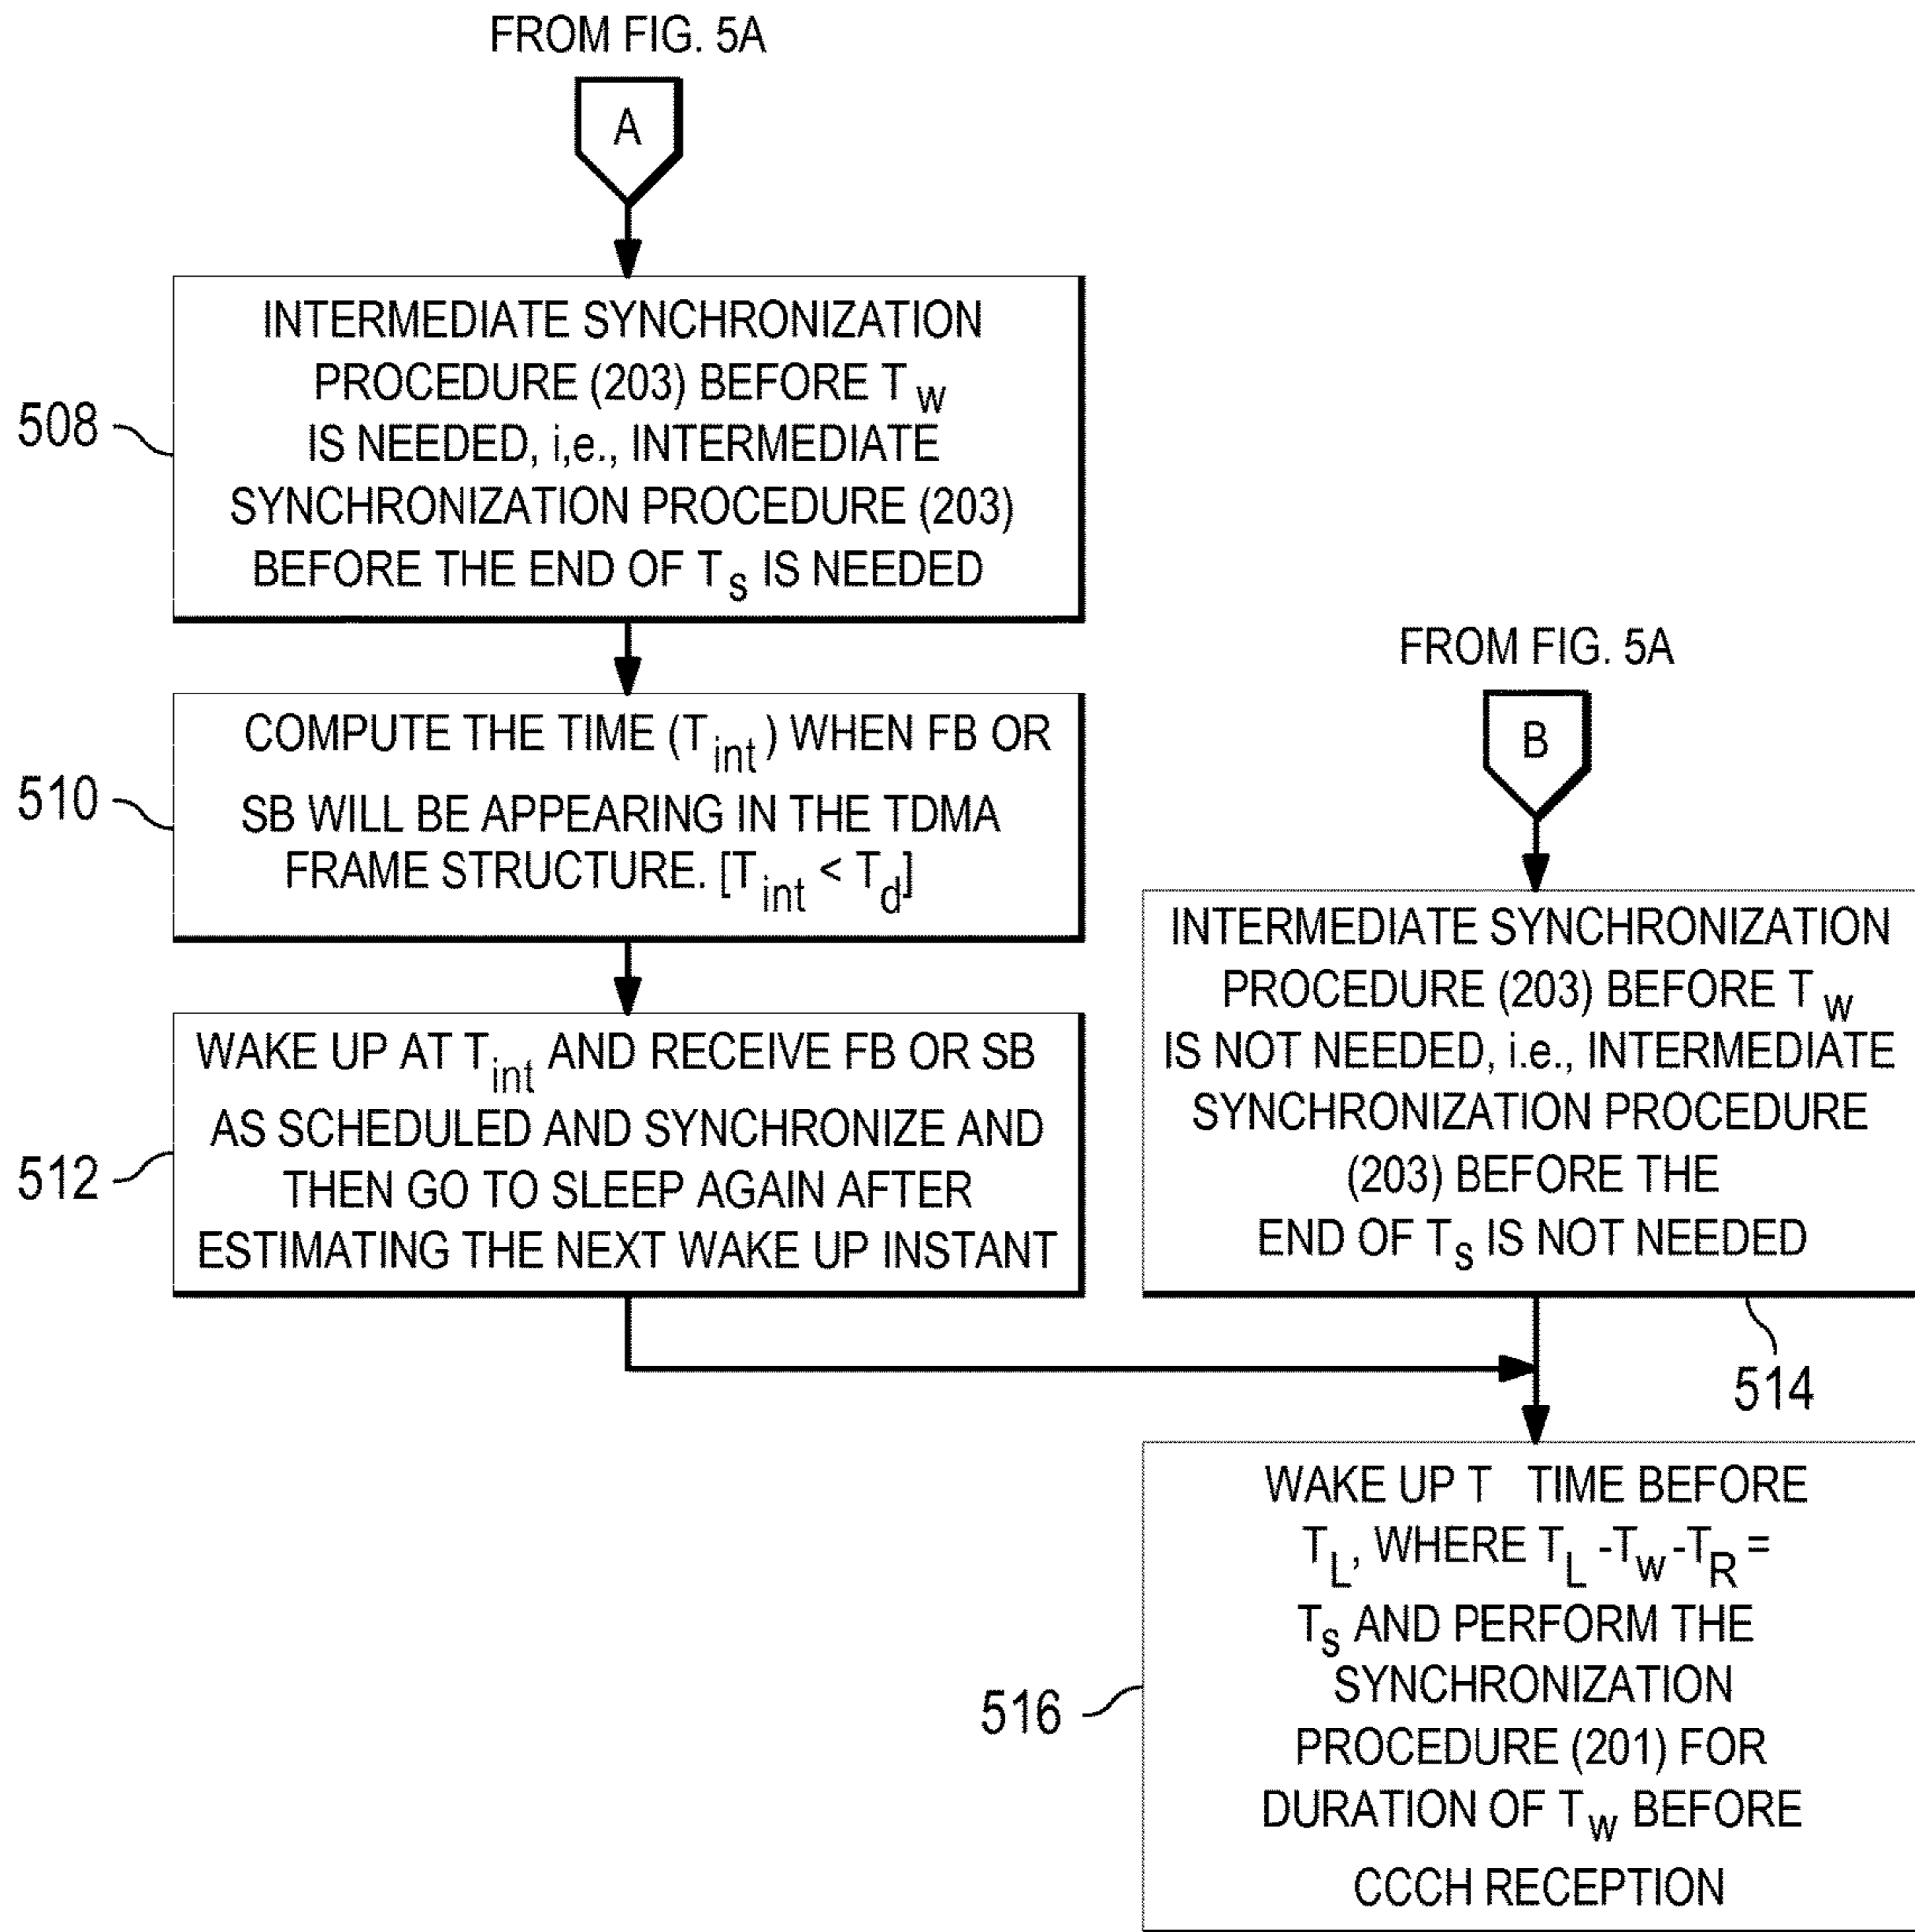 FROM FIG. 5A
A
INTERMEDIATE SYNCHRONIZATION
PROCEDURE (203) BEFORE T w
IS NEEDED, i,e., INTERMEDIATE
SYNCHRONIZATION PROCEDURE (203)
BEFORE THE END OF T s IS NEEDED
508
COMPUTE THE TIME (T int ) WHEN FB OR
SB WILL BE APPEARING IN THE TDMA
FRAME STRUCTURE. [T int < T d]
510
WAKE UP AT T int AND RECEIVE FB OR SB
AS SCHEDULED AND SYNCHRONIZE AND
THEN GO TO SLEEP AGAIN AFTER
ESTIMATING THE NEXT WAKE UP INSTANT
512
FROM FIG. 5A
B
INTERMEDIATE SYNCHRONIZATION
PROCEDURE (203) BEFORE T w
IS NOT NEEDED, i.e., INTERMEDIATE
SYNCHRONIZATION PROCEDURE
(203) BEFORE THE
END OF T s IS NOT NEEDED
514
WAKE UP T TIME BEFORE
T L, WHERE T L -T w -T R =
T s AND PERFORM THE
SYNCHRONIZATION
PROCEDURE (201) FOR
DURATION OF T w BEFORE
CCCH RECEPTION
516